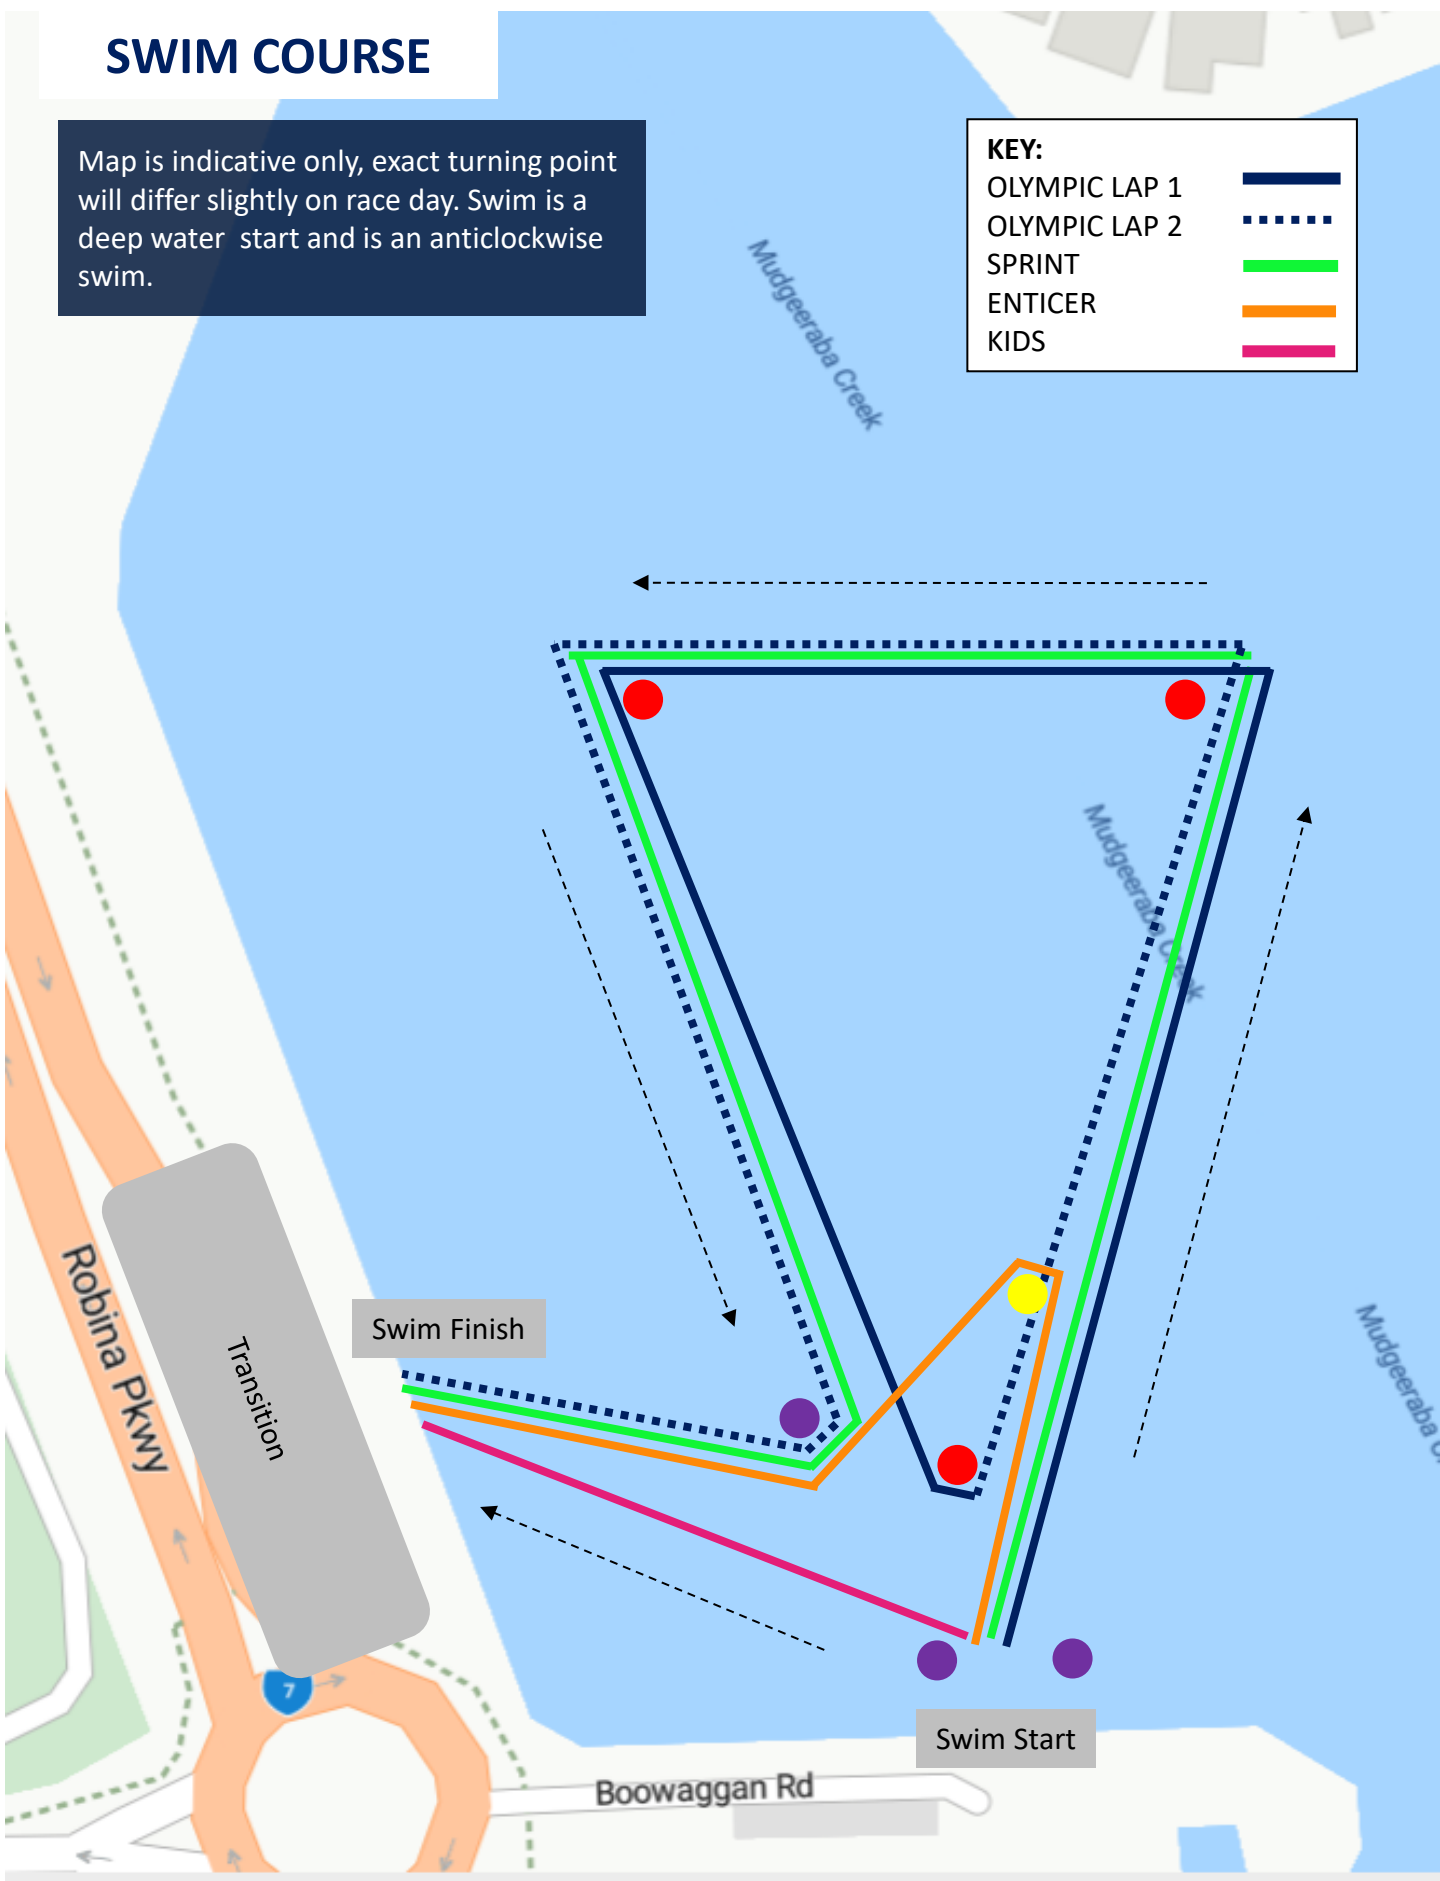 SWIM COURSE
Map is indicative only, exact turning point
will differ slightly on race day. Swim is a
deep water start and is an anticlockwise
swim.
KEY:
OLYMPIC LAP 1
OLYMPIC LAP 2
SPRINT
ENTICER
KIDS
Mudgeeraba Creek
Mudgeeraba Creek
Mudgeeraba
Robina Pkwy
Transition
Swim Finish
7
Swim Start
Boowaggan Rd